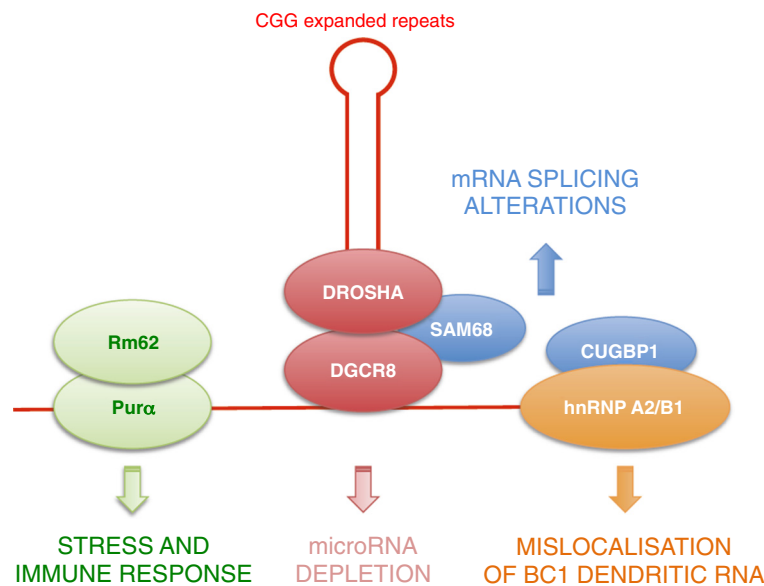 CGG expanded repeats
mRNA SPLICING
ALTERATIONS
DROSHA
SAM68
Rm62
DGCR8
CUGBP1
Purα
hnRNP A2/B1
STRESS AND
IMMUNE RESPONSE
microRNA
DEPLETION
MISLOCALISATION
OF BC1 DENDRITIC RNA